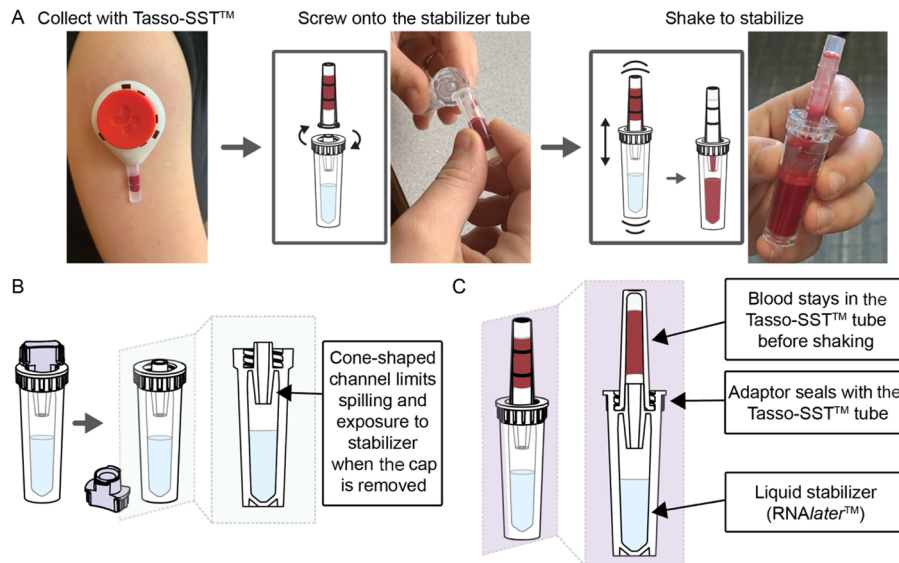 A
Collect with Tasso-SST™
Screw onto the stabilizer tube
Shake to stabilize
B
Cone-shaped
channel limits
spilling and
exposure to
stabilizer
when the cap
is removed
C
Blood stays in the
Tasso-SST™ tube
before shaking
Adaptor seals with the
Tasso-SST™ tube
Liquid stabilizer
(RNAlater™)